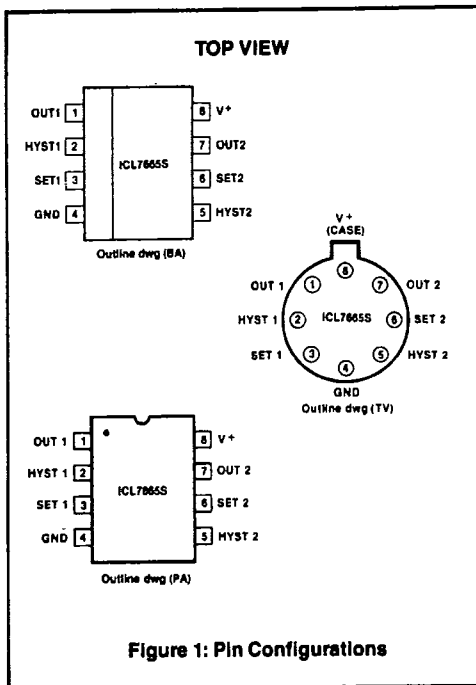 TOP VIEW
OUT1 1 8 V+
HYST1 2 7 OUT2
ICL7665S
SET1 3 6 SET2
GND 4 5 HYST2
Outline dwg (BA)
V+
(CASE)
8
OUT 1 1 7 OUT 2
HYST 1 2 ICL7665S 6 SET 2
SET 1 3 5 HYST 2
4
GND
Outline dwg (TV)
OUT 1 1 8 V+
HYST 1 2 7 OUT 2
ICL7665S
SET 1 3 6 SET 2
GND 4 5 HYST 2
Outline dwg (PA)
Figure 1: Pin Configurations